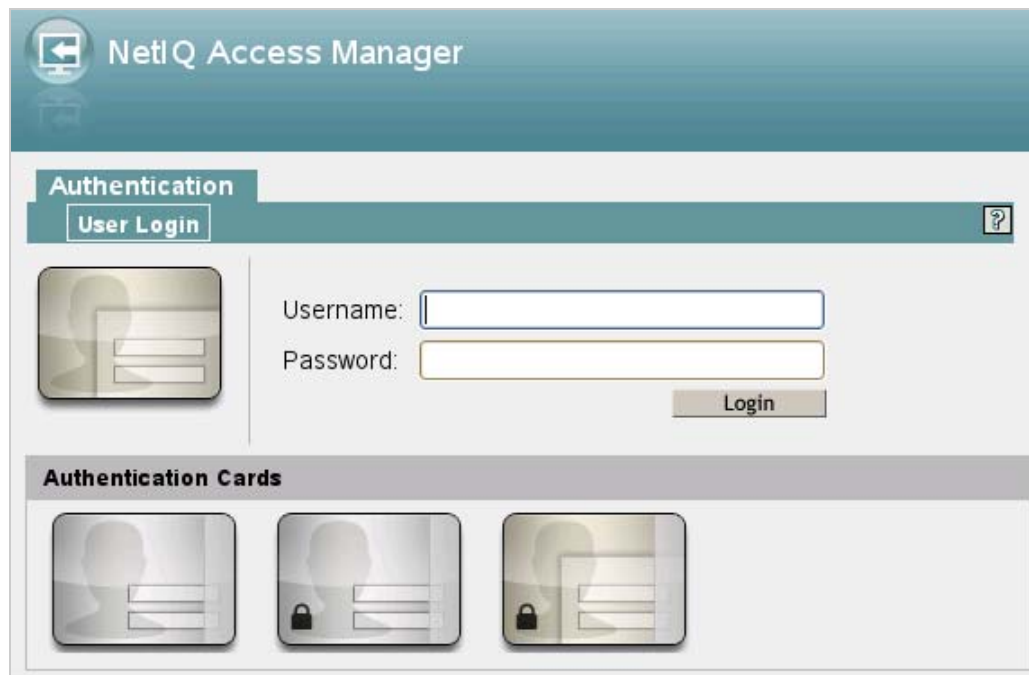 NetIQ Access Manager
Authentication
User Login
?
Username:
Password:
Login
Authentication Cards